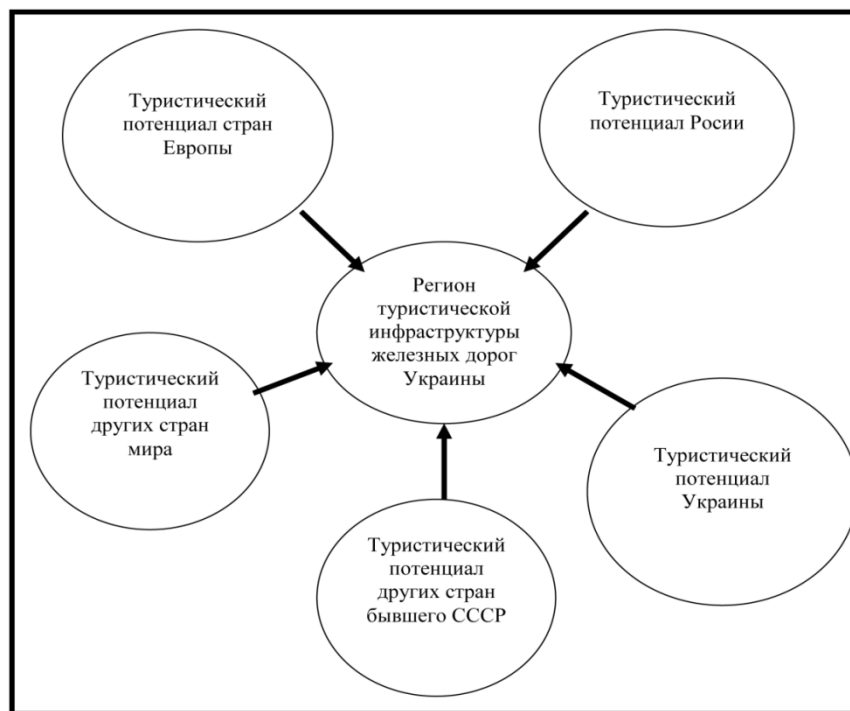 Туристический
потенциал стран
Европы
Туристический
потенциал Росии
Регион
туристической
инфраструктуры
железных дорог
Украины
Туристический
потенциал
других стран
мира
Туристический
потенциал
Украины
Туристический
потенциал
других стран
бывшего СССР